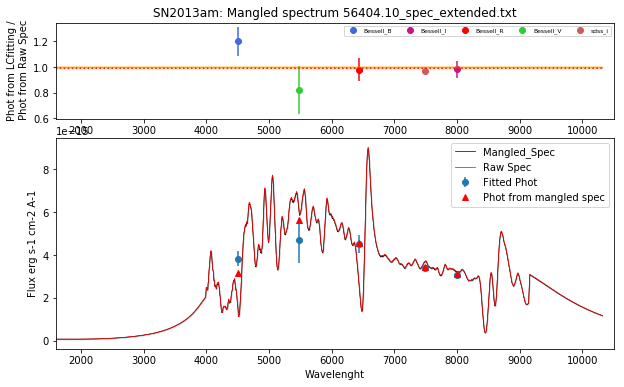 SN2013am: Mangled spectrum 56404.10_spec_extended.txt
Phot from LCfitting /
Phot from Raw Spec
1.2
1.0
0.8
0.6
Bessell_B
Bessell_I
Bessell_R
Bessell_V
sdss_i
2000 3000 4000 5000 6000 7000 8000 9000 10000
Flux erg s-1 cm-2 A-1
8
6
4
2
0
Mangled_Spec
Raw Spec
Fitted Phot
Phot from mangled spec
2000 3000 4000 5000 6000 7000 8000 9000 10000
Wavelenght